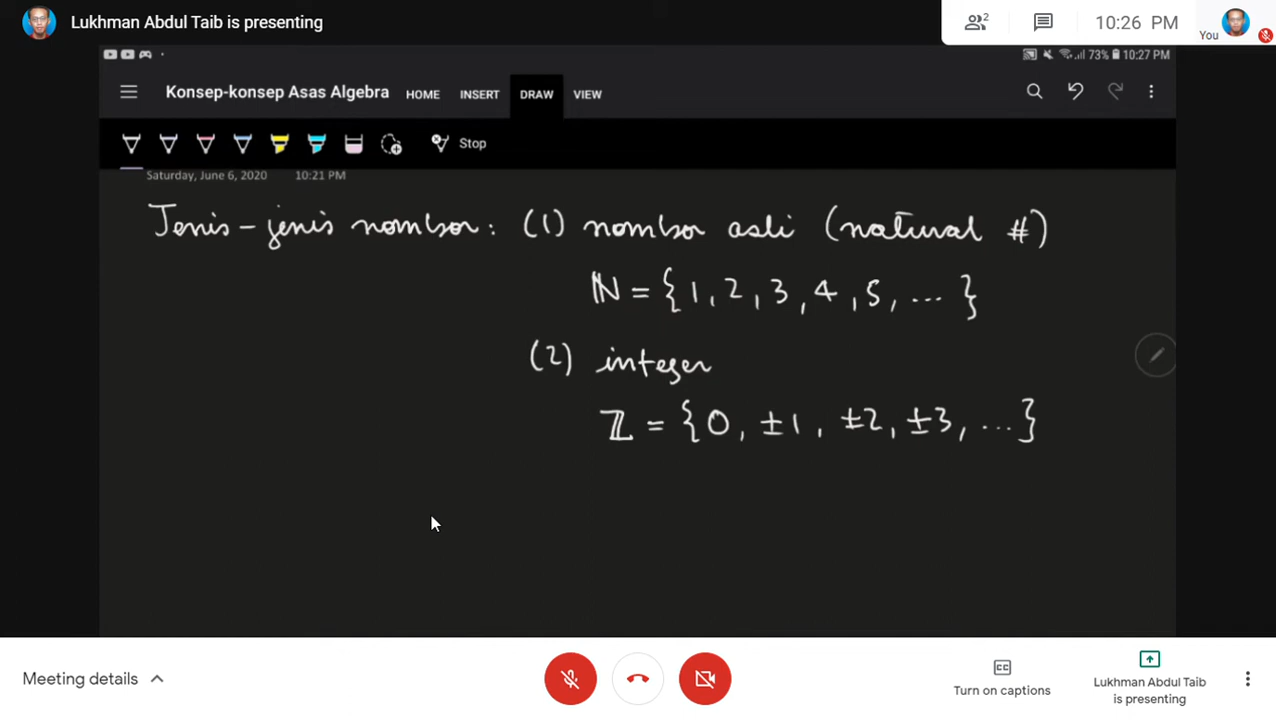 Lukhman Abdul Taib is presenting
2
10:26 PM
You
73% 10:27 PM
Konsep-konsep Asas Algebra HOME INSERT DRAW VIEW
Stop
Saturday, June 6, 2020 10:21 PM
Jenis-jenis nombor: (1) nombor asli (natural #)
ℕ = {1, 2, 3, 4, 5, ... }
(2) integer
ℤ = {0, ±1, ±2, ±3, ...}
Meeting details
CC
Turn on captions
Lukhman Abdul Taib
is presenting